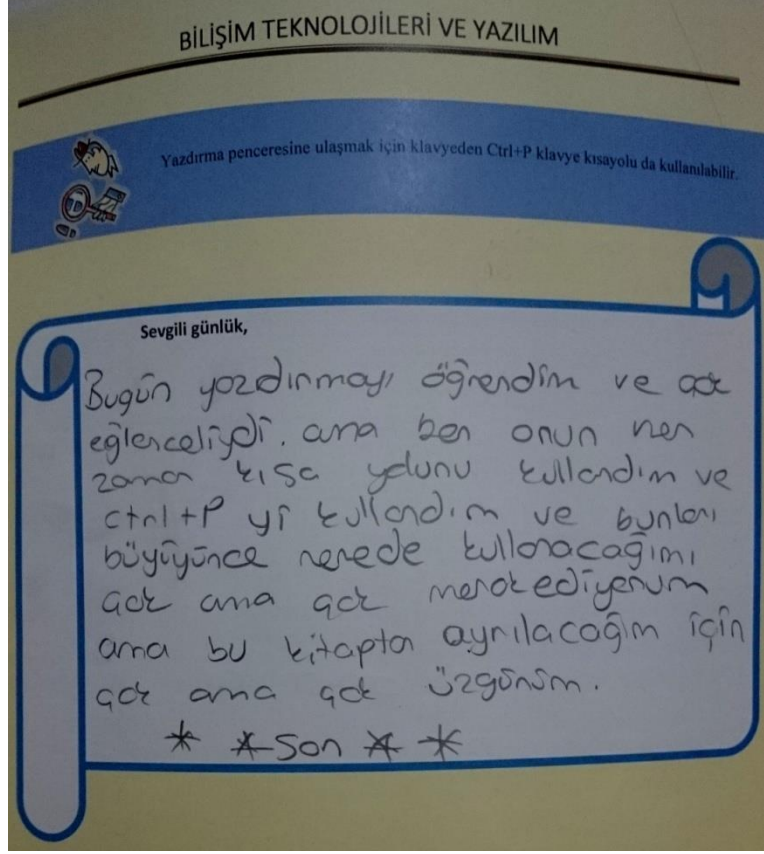 BİLİŞİM TEKNOLOJİLERİ VE YAZILIM
Yazdırma penceresine ulaşmak için klavyeden Ctrl+P klavye kısayolu da kullanılabilir.
Sevgili günlük,
Bugün yazdırmayı öğrendim ve çok
eğlenceliydi. ama ben onun her
zaman kısa yolunu kullandım ve
ctrl+P yi kullandım ve bunları
büyüyünce nerede kullanacağımı
çok ama çok merak ediyorum
ama bu kitaptan ayrılacağım için
çok ama çok üzgünüm.
* * Son * *